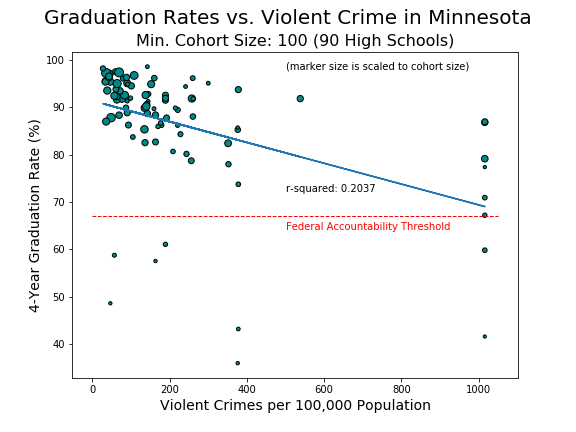 Graduation Rates vs. Violent Crime in Minnesota
Min. Cohort Size: 100 (90 High Schools)
(marker size is scaled to cohort size)
r-squared: 0.2037
Federal Accountability Threshold
4-Year Graduation Rate (%)
100
90
80
70
60
50
40
0
200
400
600
800
1000
Violent Crimes per 100,000 Population